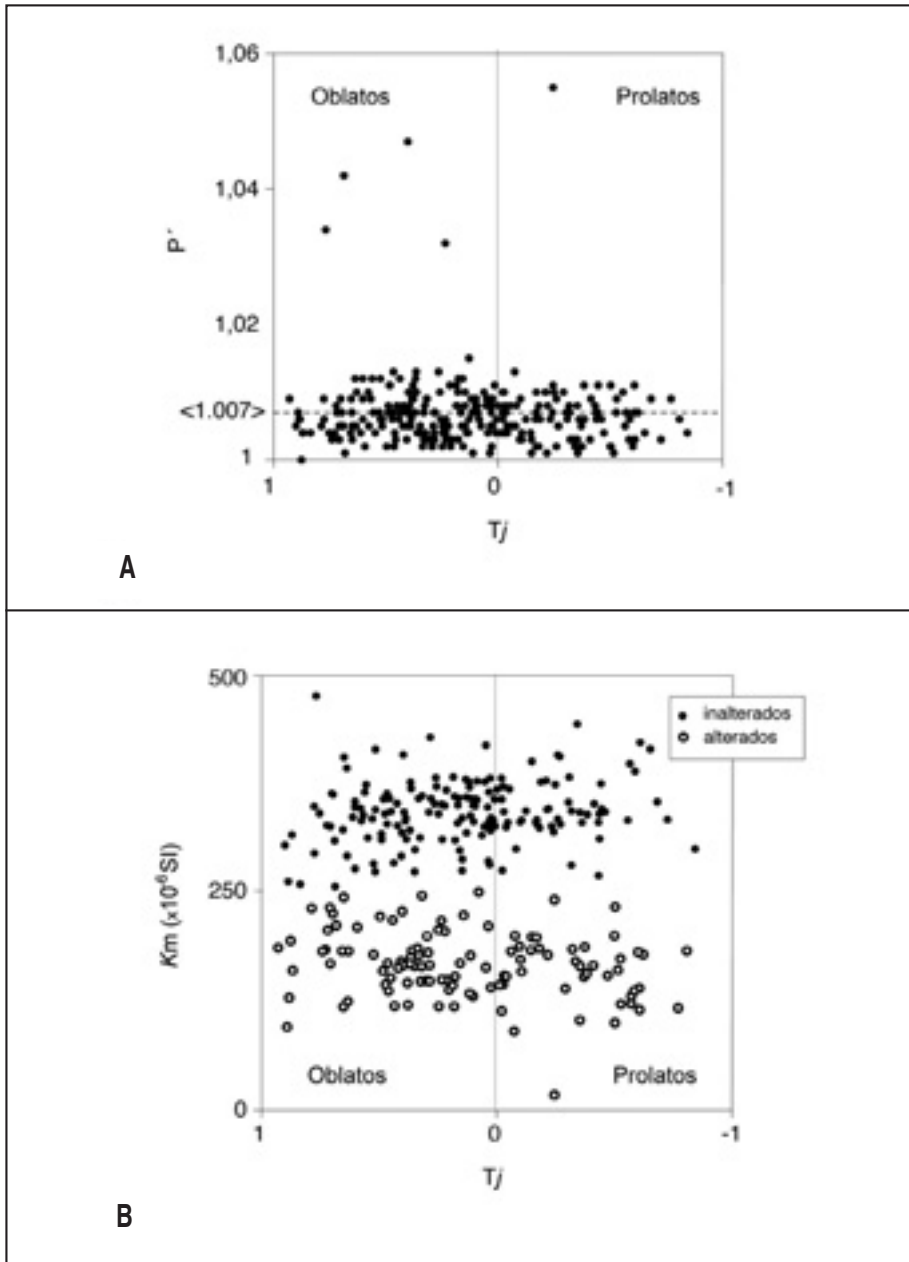 1,06
Oblatos Prolatos
1,04
P´
1,02
<1.007>
1
1 0 -1
Tj
A
500
inalterados
alterados
250
Km (x10⁻⁶SI)
Oblatos Prolatos
0
1 0 -1
Tj
B